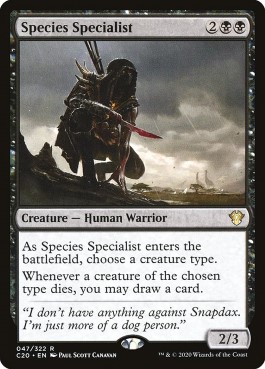 Species Specialist 2
Creature — Human Warrior
As Species Specialist enters the
battlefield, choose a creature type.
Whenever a creature of the chosen
type dies, you may draw a card.
“I don’t have anything against Snapdax.
I’m just more of a dog person.”
2/3
047/322 R
C20 • EN Paul Scott Canavan
™ & © 2020 Wizards of the Coast